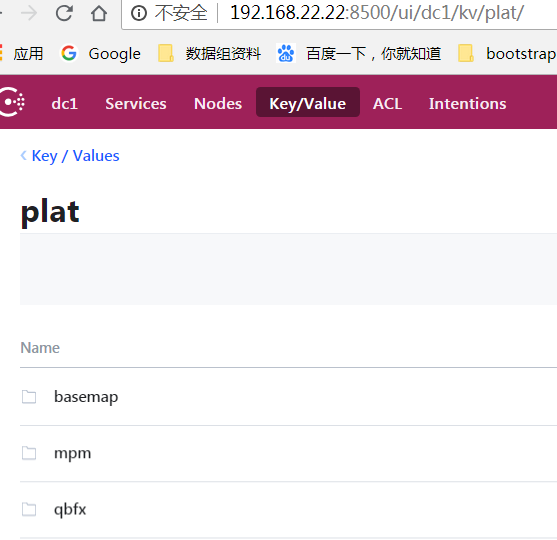 不安全 192.168.22.22:8500/ui/dc1/kv/plat/
应用 Google 数据组资料 百度一下，你就知道 bootstrap
dc1 Services Nodes Key/Value ACL Intentions
Key / Values
plat
Name
basemap
mpm
qbfx